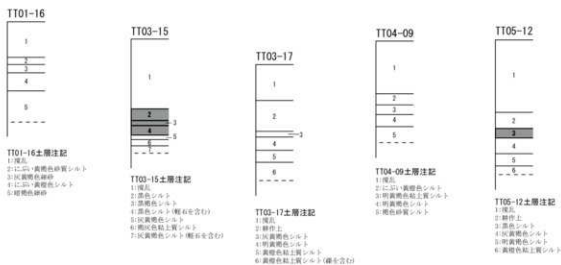 TT01-16
1
2
3
4
5
TT01-16土層注記
1:撹乱
2:にぶい黄褐色砂質シルト
3:灰黄褐色細砂
4:にぶい黄橙色シルト
5:暗褐色細砂
TT03-15
1
2
3
4
5
6
7
TT03-15土層注記
1:撹乱
2:黒色シルト
3:黒褐色シルト
4:黒色シルト(軽石を含む)
5:灰黄褐色シルト
6:褐灰色粘土質シルト
7:灰黄褐色シルト(軽石を含む)
TT03-17
1
2
3
4
5
6
TT03-17土層注記
1:撹乱
2:耕作土
3:灰黄褐色シルト
4:明黄褐色シルト
5:黄橙色粘土質シルト
6:黄橙色粘土質シルト(礫を含む)
TT04-09
1
2
3
4
5
TT04-09土層注記
1:撹乱
2:にぶい黄褐色シルト
3:明黄褐色粘土質シルト
4:明黄褐色シルト
5:褐色砂質シルト
TT05-12
1
2
3
4
5
6
TT05-12土層注記
1:撹乱
2:耕作土
3:黒色シルト
4:灰黄褐色シルト
5:明黄褐色シルト
6:黄橙色粘土質シルト